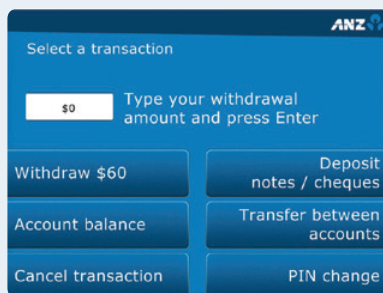 ANZ
Select a transaction
$0
Type your withdrawal
amount and press Enter
Withdraw $60
Deposit
notes / cheques
Account balance
Transfer between
accounts
Cancel transaction
PIN change